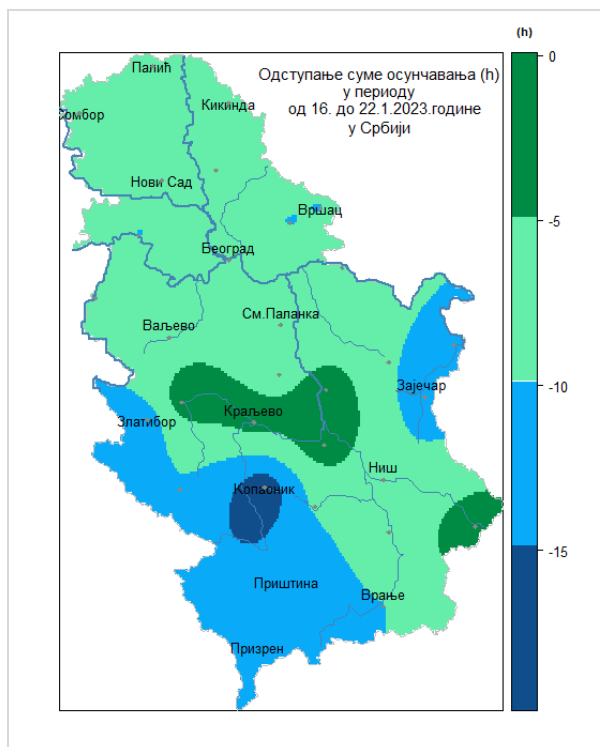 (h)
Одступање суме осунчавања (h)
у периоду
од 16. до 22.1.2023.године
у Србији
0
-5
-10
-15
Палић
Кикинда
Сомбор
Нови Сад
Вршац
Београд
Ваљево
См.Паланка
Зајечар
Златибор
Краљево
Ниш
Копаоник
Приштина
Врање
Призрен